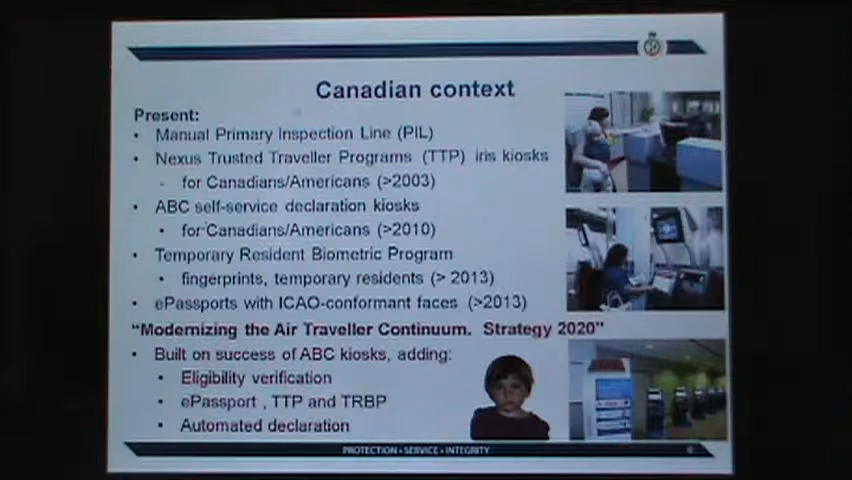 Canadian context
Present:
• Manual Primary Inspection Line (PIL)
• Nexus Trusted Traveller Programs (TTP) iris kiosks
- for Canadians/Americans (>2003)
• ABC self-service declaration kiosks
• for Canadians/Americans (>2010)
• Temporary Resident Biometric Program
• fingerprints, temporary residents (> 2013)
• ePassports with ICAO-conformant faces (>2013)
“Modernizing the Air Traveller Continuum. Strategy 2020”
• Built on success of ABC kiosks, adding:
• Eligibility verification
• ePassport , TTP and TRBP
• Automated declaration
PROTECTION • SERVICE • INTEGRITY